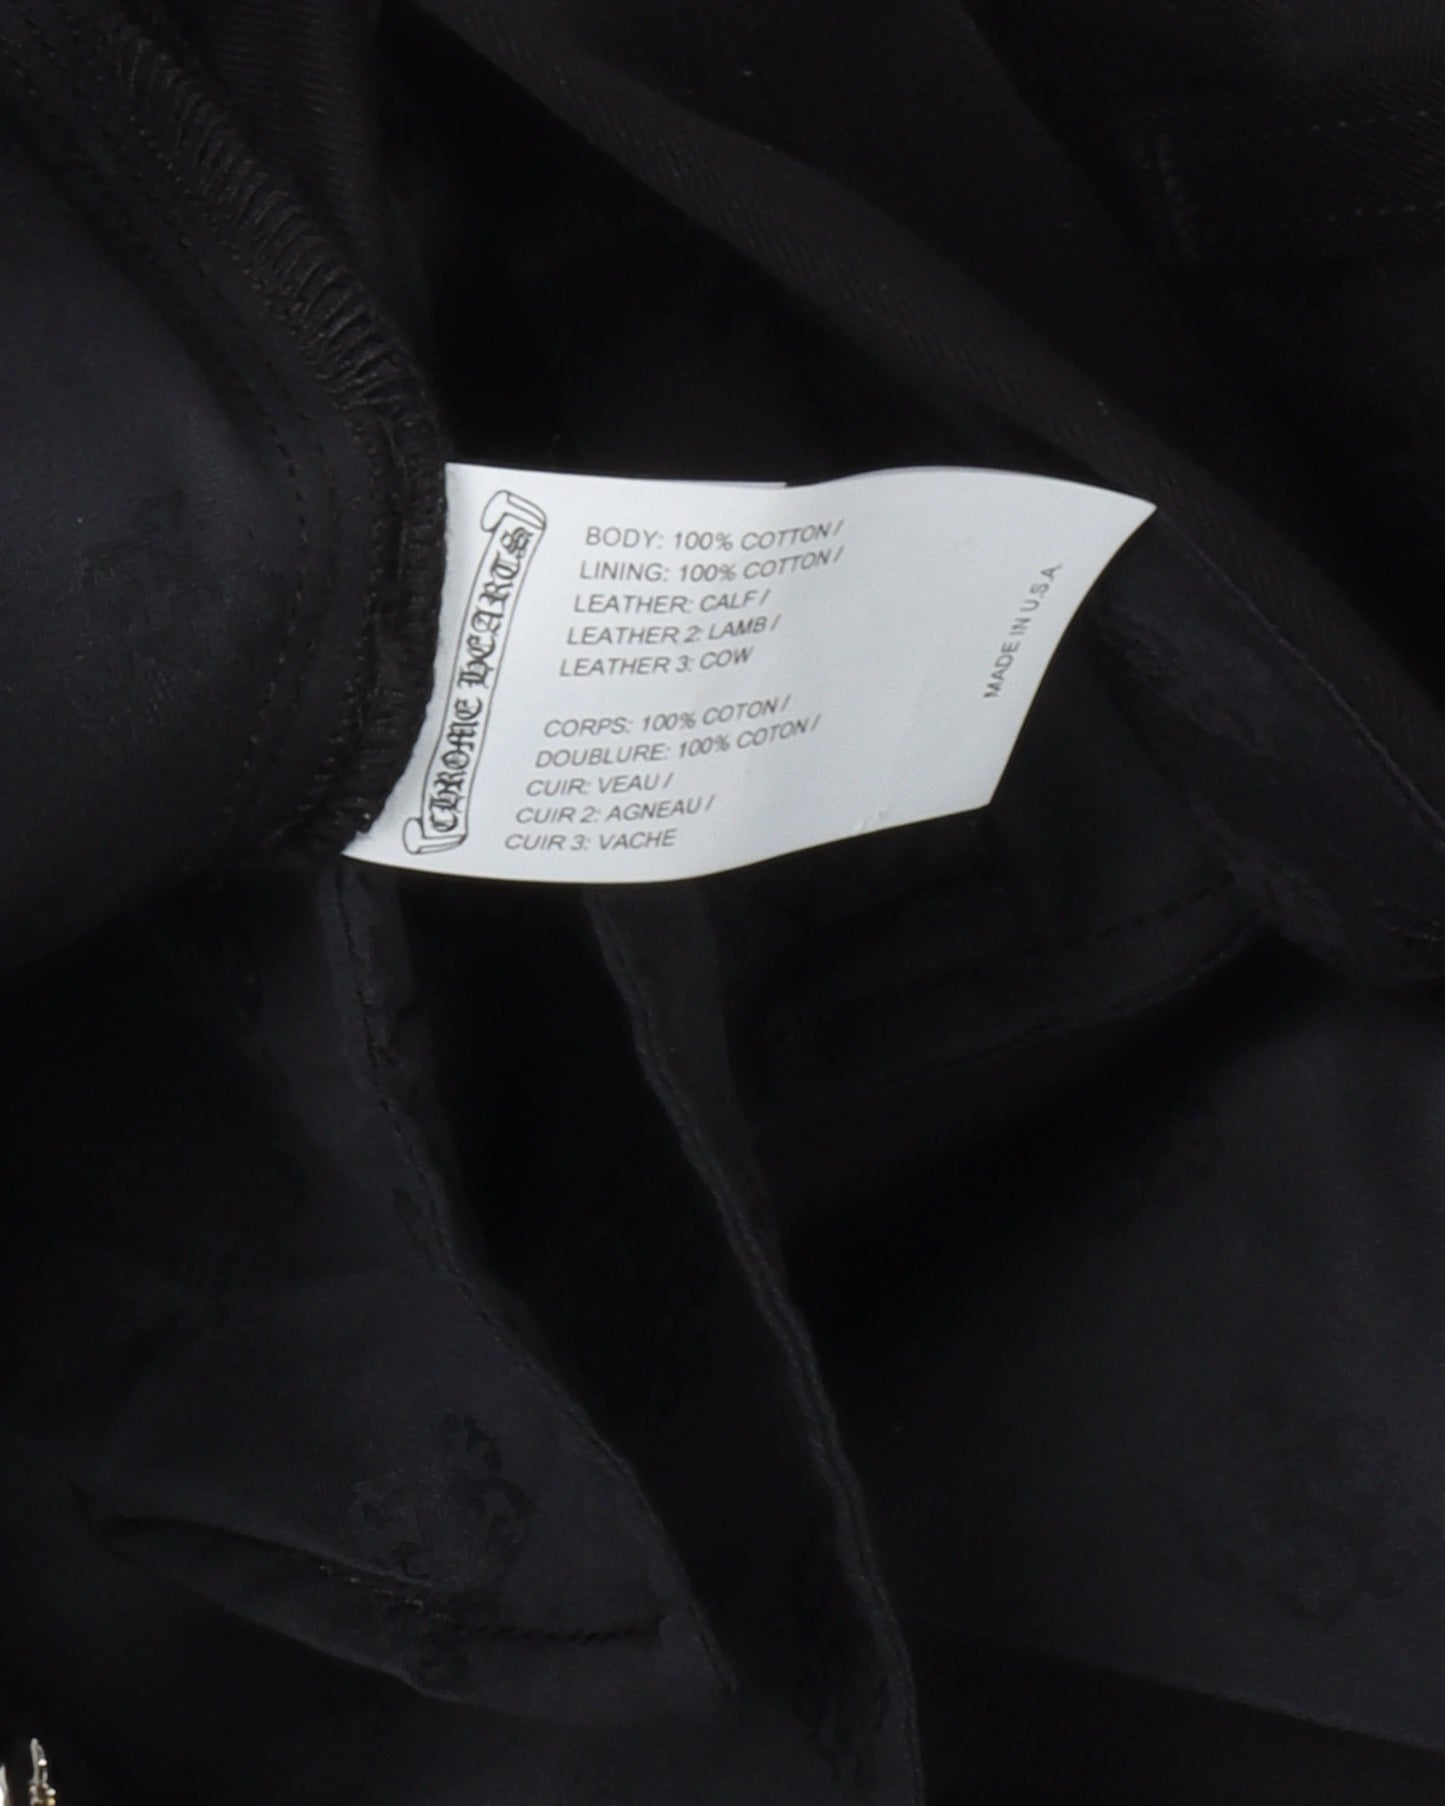 CHROME HEARTS
BODY: 100% COTTON /
LINING: 100% COTTON /
LEATHER: CALF /
LEATHER 2: LAMB /
LEATHER 3: COW
CORPS: 100% COTON /
DOUBLURE: 100% COTON /
CUIR: VEAU /
CUIR 2: AGNEAU /
CUIR 3: VACHE
MADE IN U.S.A.